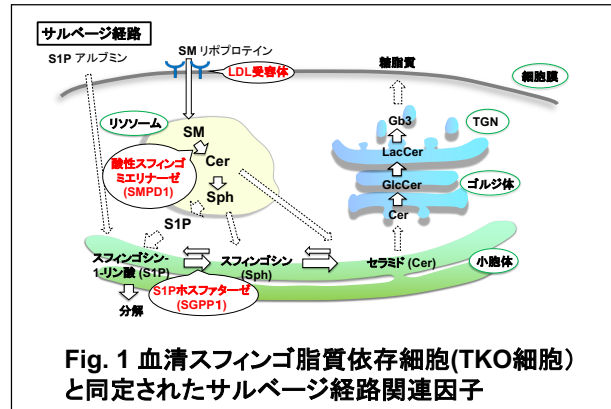 サルベージ経路
S1P アルブミン
SM リポプロテイン
LDL受容体
糖脂質
細胞膜
リソソーム
SM
Cer
Sph
酸性スフィンゴ
ミエリナーゼ
(SMPD1)
S1P
Gb3
TGN
LacCer
GlcCer
ゴルジ体
Cer
スフィンゴシン-
1-リン酸 (S1P)
スフィンゴシン
(Sph)
セラミド (Cer)
小胞体
分解
S1Pホスファターゼ
(SGPP1)
Fig. 1 血清スフィンゴ脂質依存細胞(TKO細胞)
と同定されたサルベージ経路関連因子